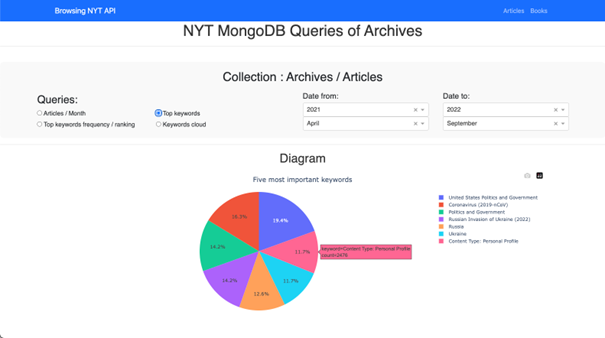 Browsing NYT API
Articles Books
NYT MongoDB Queries of Archives
Collection : Archives / Articles
Queries:
Articles / Month
Top keywords
Top keywords frequency / ranking
Keywords cloud
Date from:
2021
April
Date to:
2022
September
Diagram
Five most important keywords
19.4%
11.7%
11.7%
12.6%
14.2%
14.2%
16.3%
keyword=Content Type: Personal Profile
count=2476
United States Politics and Government
Coronavirus (2019-nCoV)
Politics and Government
Russian Invasion of Ukraine (2022)
Russia
Ukraine
Content Type: Personal Profile